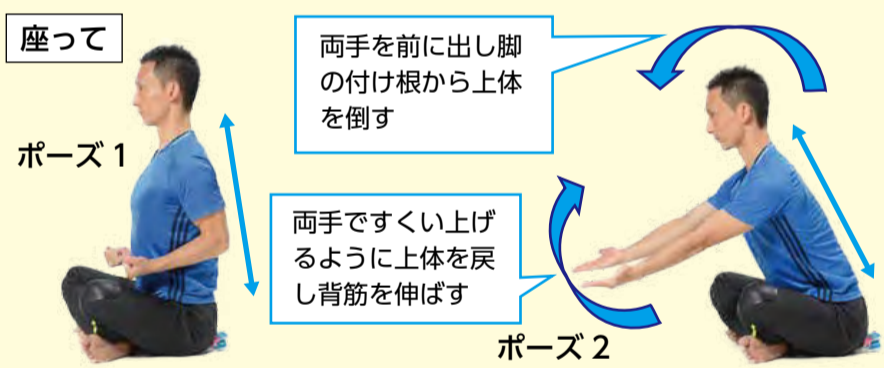 座って
ポーズ 1
両手を前に出し脚
の付け根から上体
を倒す
両手ですくい上げ
るように上体を戻
し背筋を伸ばす
ポーズ 2